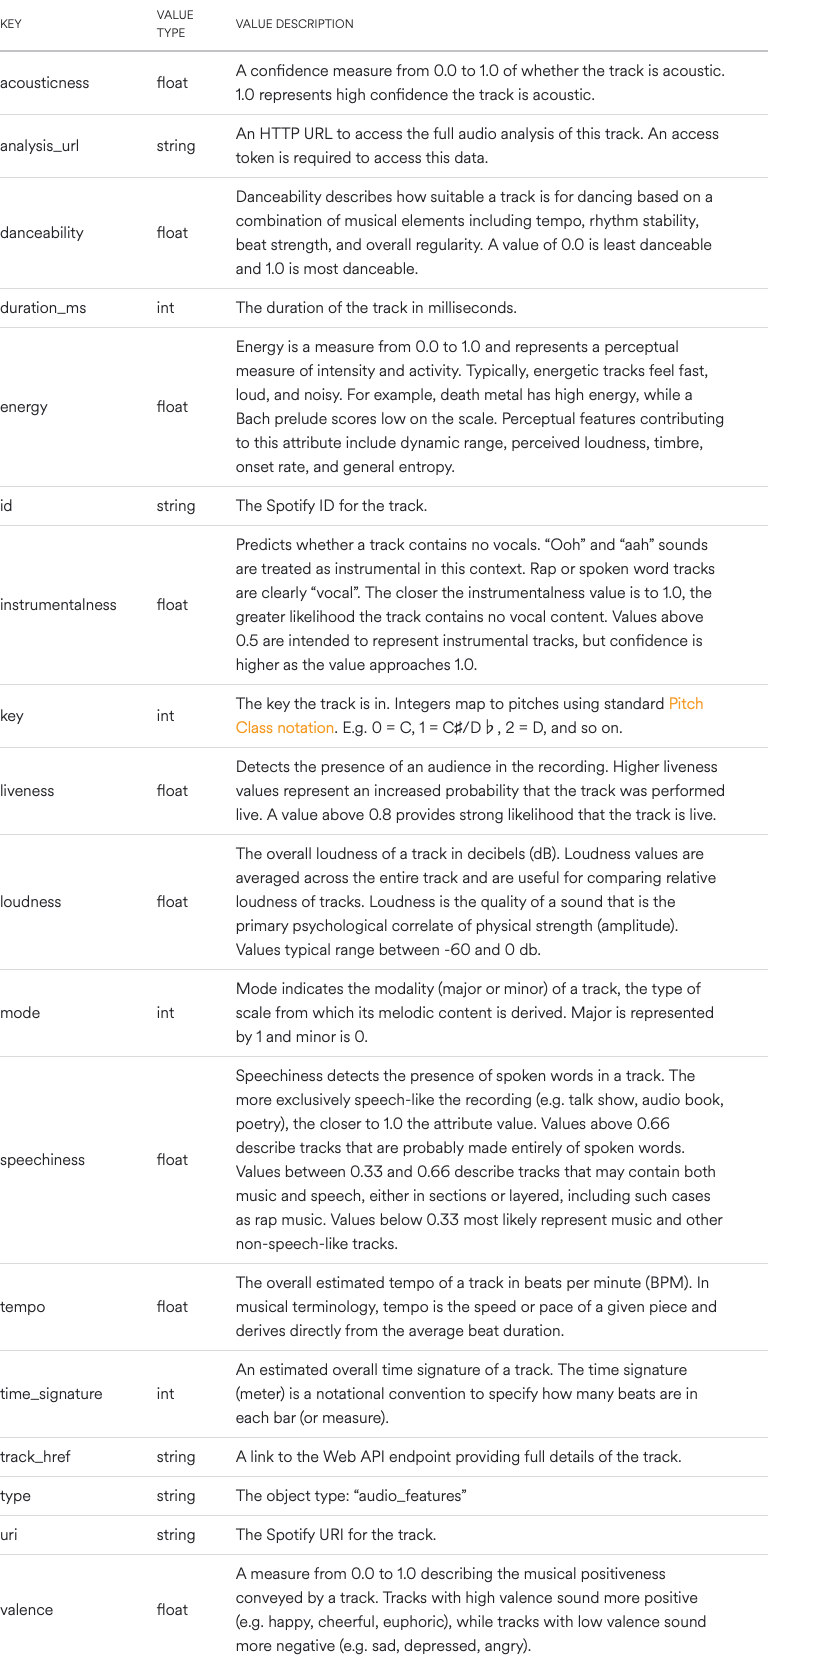 KEY VALUE TYPE VALUE DESCRIPTION
acousticness float A confidence measure from 0.0 to 1.0 of whether the track is acoustic.
1.0 represents high confidence the track is acoustic.
analysis_url string An HTTP URL to access the full audio analysis of this track. An access
token is required to access this data.
danceability float Danceability describes how suitable a track is for dancing based on a
combination of musical elements including tempo, rhythm stability,
beat strength, and overall regularity. A value of 0.0 is least danceable
and 1.0 is most danceable.
duration_ms int The duration of the track in milliseconds.
energy float Energy is a measure from 0.0 to 1.0 and represents a perceptual
measure of intensity and activity. Typically, energetic tracks feel fast,
loud, and noisy. For example, death metal has high energy, while a
Bach prelude scores low on the scale. Perceptual features contributing
to this attribute include dynamic range, perceived loudness, timbre,
onset rate, and general entropy.
id string The Spotify ID for the track.
instrumentalness float Predicts whether a track contains no vocals. “Ooh” and “aah” sounds
are treated as instrumental in this context. Rap or spoken word tracks
are clearly “vocal”. The closer the instrumentalness value is to 1.0, the
greater likelihood the track contains no vocal content. Values above
0.5 are intended to represent instrumental tracks, but confidence is
higher as the value approaches 1.0.
key int The key the track is in. Integers map to pitches using standard Pitch
Class notation. E.g. 0 = C, 1 = C♯/D♭, 2 = D, and so on.
liveness float Detects the presence of an audience in the recording. Higher liveness
values represent an increased probability that the track was performed
live. A value above 0.8 provides strong likelihood that the track is live.
loudness float The overall loudness of a track in decibels (dB). Loudness values are
averaged across the entire track and are useful for comparing relative
loudness of tracks. Loudness is the quality of a sound that is the
primary psychological correlate of physical strength (amplitude).
Values typical range between -60 and 0 db.
mode int Mode indicates the modality (major or minor) of a track, the type of
scale from which its melodic content is derived. Major is represented
by 1 and minor is 0.
speechiness float Speechiness detects the presence of spoken words in a track. The
more exclusively speech-like the recording (e.g. talk show, audio book,
poetry), the closer to 1.0 the attribute value. Values above 0.66
describe tracks that are probably made entirely of spoken words.
Values between 0.33 and 0.66 describe tracks that may contain both
music and speech, either in sections or layered, including such cases
as rap music. Values below 0.33 most likely represent music and other
non-speech-like tracks.
tempo float The overall estimated tempo of a track in beats per minute (BPM). In
musical terminology, tempo is the speed or pace of a given piece and
derives directly from the average beat duration.
time_signature int An estimated overall time signature of a track. The time signature
(meter) is a notational convention to specify how many beats are in
each bar (or measure).
track_href string A link to the Web API endpoint providing full details of the track.
type string The object type: “audio_features”
uri string The Spotify URI for the track.
valence float A measure from 0.0 to 1.0 describing the musical positiveness
conveyed by a track. Tracks with high valence sound more positive
(e.g. happy, cheerful, euphoric), while tracks with low valence sound
more negative (e.g. sad, depressed, angry).